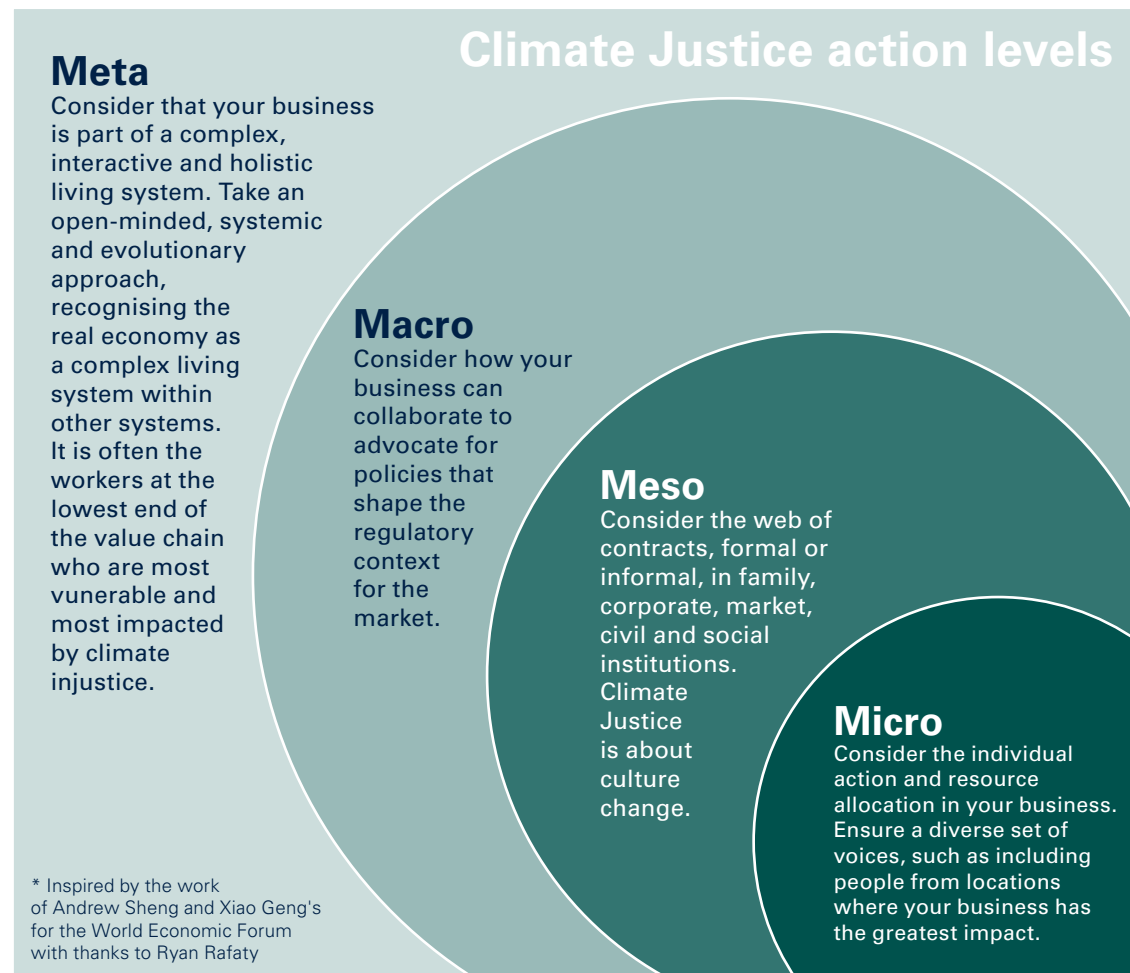 Climate Justice action levels
Meta
Consider that your business
is part of a complex,
interactive and holistic
living system. Take an
open-minded, systemic
and evolutionary
approach,
recognising the
real economy as
a complex living
system within
other systems.
It is often the
workers at the
lowest end of
the value chain
who are most
vunerable and
most impacted
by climate
injustice.
Macro
Consider how your
business can
collaborate to
advocate for
policies that
shape the
regulatory
context
for the
market.
Meso
Consider the web of
contracts, formal or
informal, in family,
corporate, market,
civil and social
institutions.
Climate
Justice
is about
culture
change.
Micro
Consider the individual
action and resource
allocation in your business.
Ensure a diverse set of
voices, such as including
people from locations
where your business has
the greatest impact.
* Inspired by the work
of Andrew Sheng and Xiao Geng's
for the World Economic Forum
with thanks to Ryan Rafaty